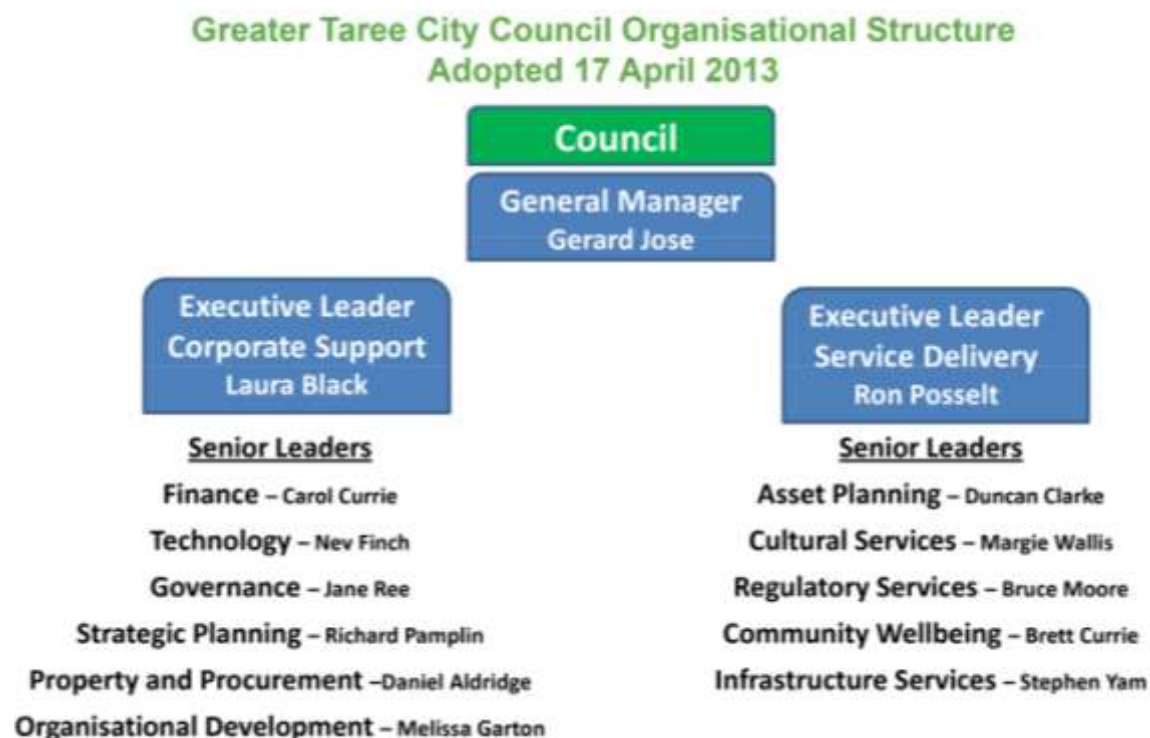 Greater Taree City Council Organisational Structure
Adopted 17 April 2013
Council
General Manager
Gerard Jose
Executive Leader
Corporate Support
Laura Black
Senior Leaders
Finance – Carol Currie
Technology – Nev Finch
Governance – Jane Ree
Strategic Planning – Richard Pamplin
Property and Procurement –Daniel Aldridge
Organisational Development – Melissa Garton
Executive Leader
Service Delivery
Ron Posselt
Senior Leaders
Asset Planning – Duncan Clarke
Cultural Services – Margie Wallis
Regulatory Services – Bruce Moore
Community Wellbeing – Brett Currie
Infrastructure Services – Stephen Yam